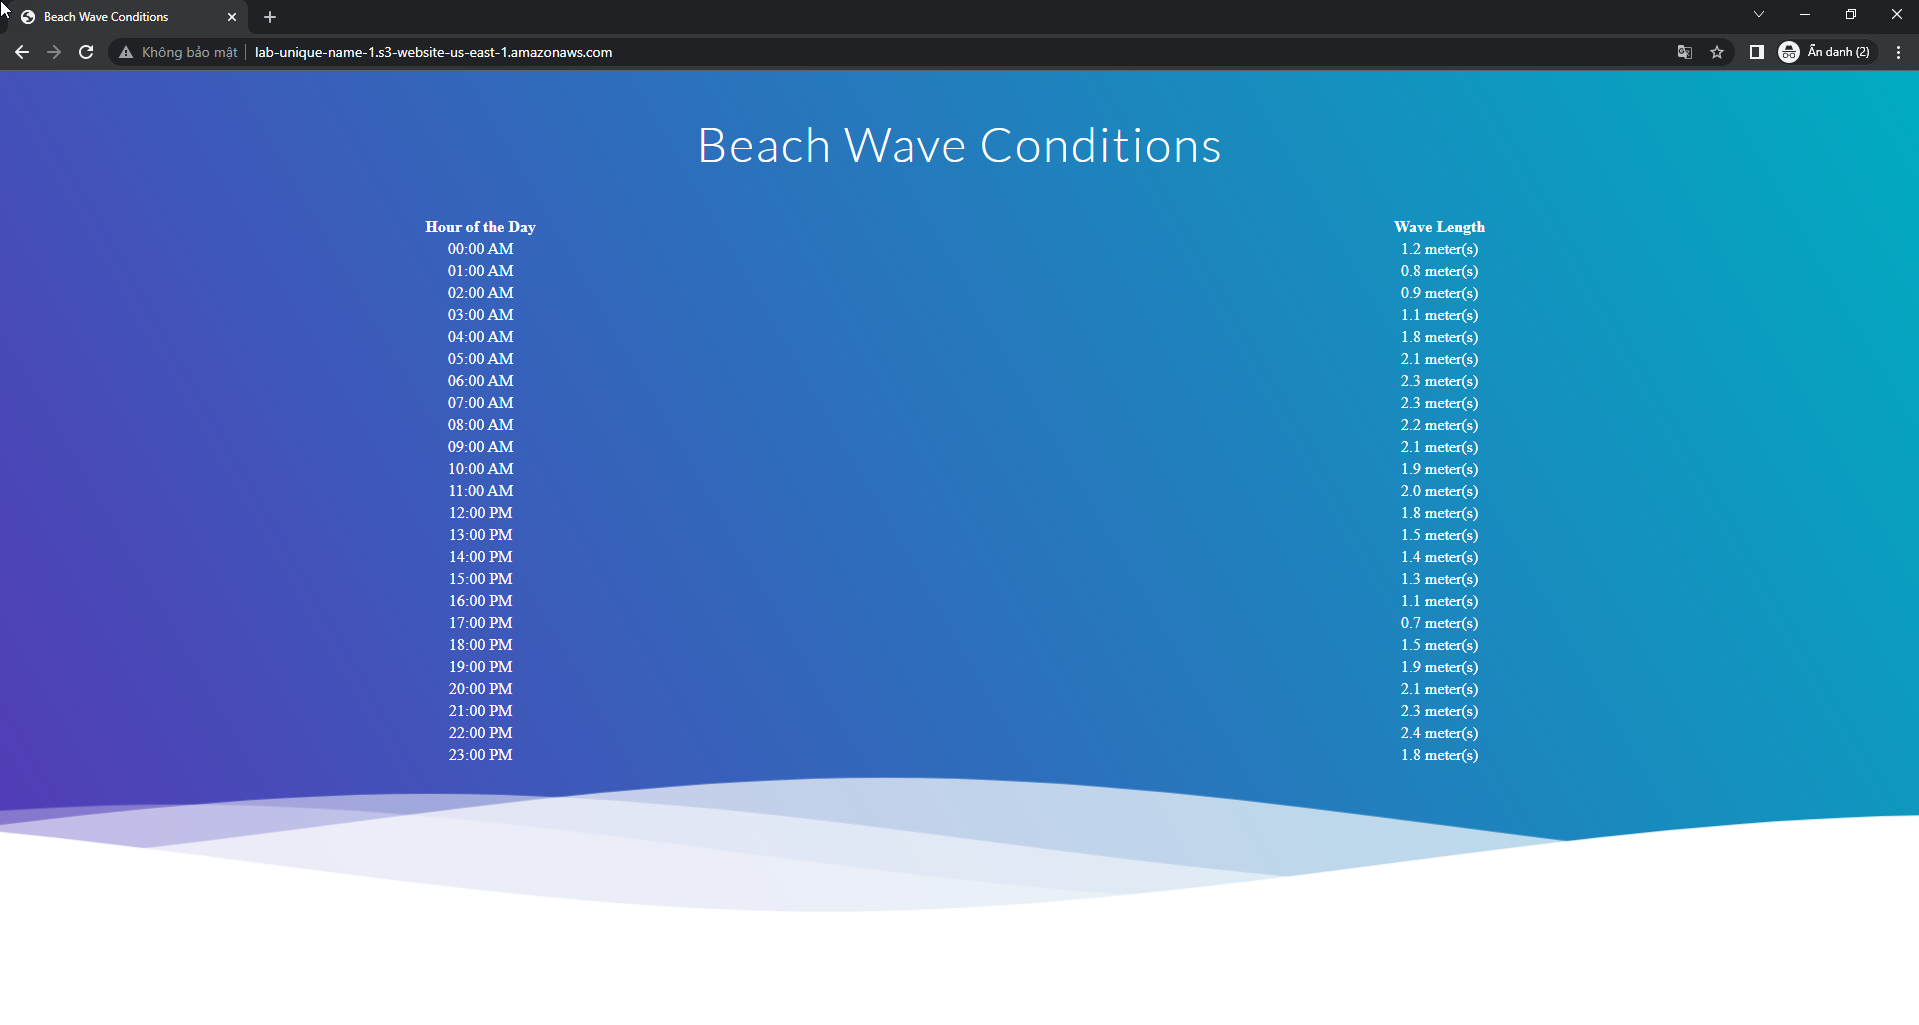 Beach Wave Conditions
Không bảo mật lab-unique-name-1.s3-website-us-east-1.amazonaws.com Ẩn danh (2)
Beach Wave Conditions
Hour of the Day Wave Length
00:00 AM 1.2 meter(s)
01:00 AM 0.8 meter(s)
02:00 AM 0.9 meter(s)
03:00 AM 1.1 meter(s)
04:00 AM 1.8 meter(s)
05:00 AM 2.1 meter(s)
06:00 AM 2.3 meter(s)
07:00 AM 2.3 meter(s)
08:00 AM 2.2 meter(s)
09:00 AM 2.1 meter(s)
10:00 AM 1.9 meter(s)
11:00 AM 2.0 meter(s)
12:00 PM 1.8 meter(s)
13:00 PM 1.5 meter(s)
14:00 PM 1.4 meter(s)
15:00 PM 1.3 meter(s)
16:00 PM 1.1 meter(s)
17:00 PM 0.7 meter(s)
18:00 PM 1.5 meter(s)
19:00 PM 1.9 meter(s)
20:00 PM 2.1 meter(s)
21:00 PM 2.3 meter(s)
22:00 PM 2.4 meter(s)
23:00 PM 1.8 meter(s)